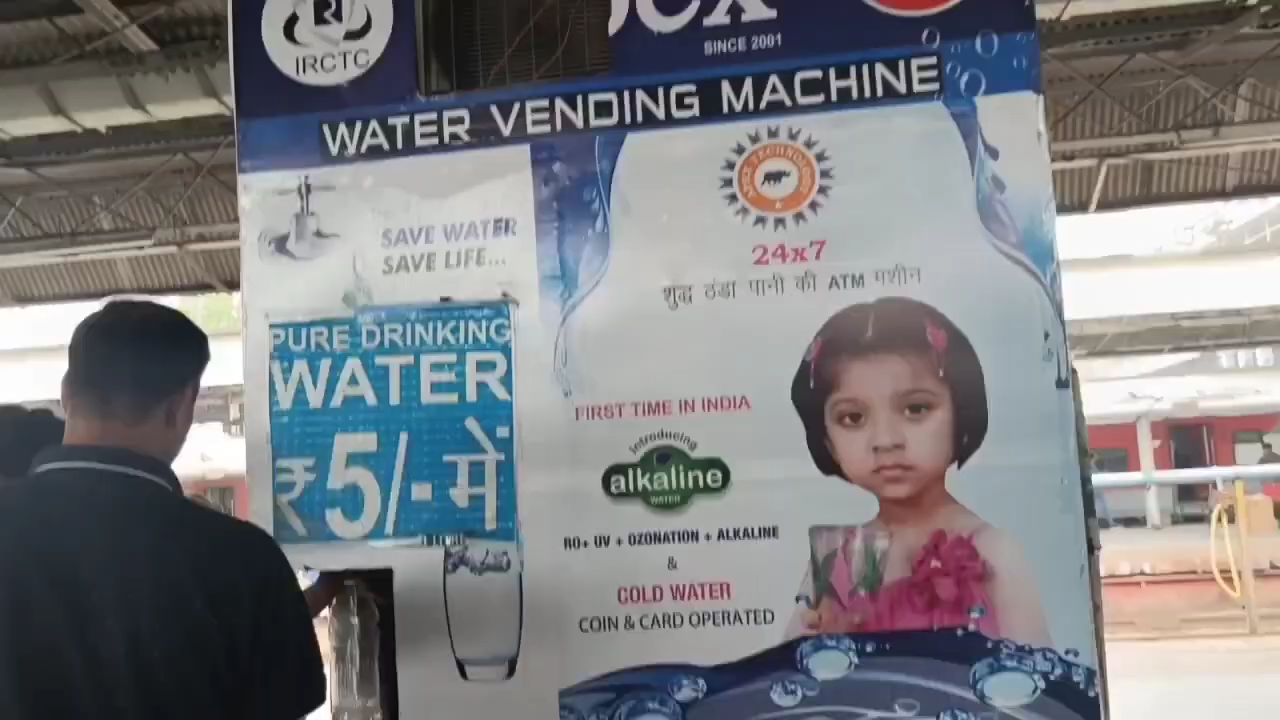 IRCTC
SINCE 2001
WATER VENDING MACHINE
SAVE WATER
SAVE LIFE...
PURE DRINKING
WATER
₹5/- में
24x7
शुद्ध ठंडा पानी की ATM मशीन
FIRST TIME IN INDIA
introducing
alkaline
WATER
RO+ UV + OZONATION + ALKALINE
&
COLD WATER
COIN & CARD OPERATED